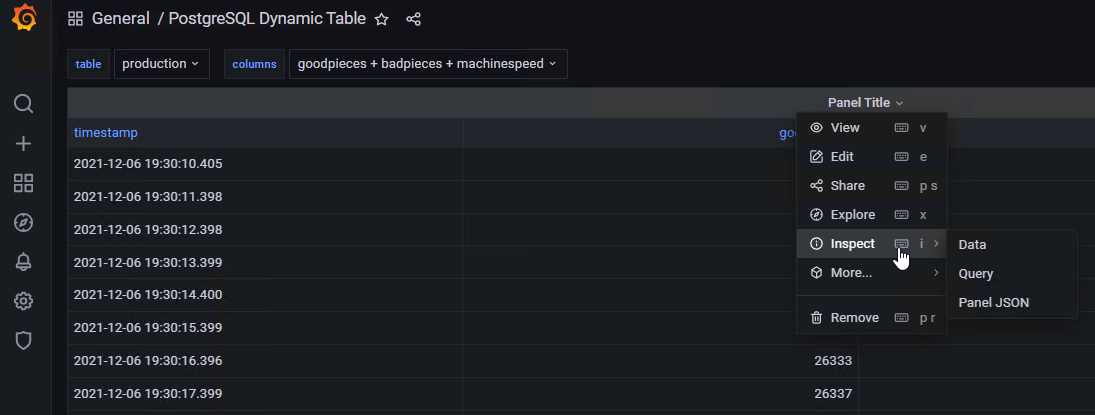 General / PostgreSQL Dynamic Table
table production columns goodpieces + badpieces + machinespeed
Panel Title
timestamp
2021-12-06 19:30:10.405
2021-12-06 19:30:11.398
2021-12-06 19:30:12.398
2021-12-06 19:30:13.399
2021-12-06 19:30:14.400
2021-12-06 19:30:15.399
2021-12-06 19:30:16.396 26333
2021-12-06 19:30:17.399 26337
View v
Edit e
Share p s
Explore x
Inspect i
More...
Remove p r
Data
Query
Panel JSON